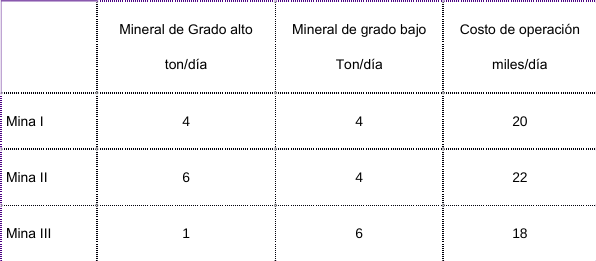 Mineral de Grado alto Mineral de grado bajo Costo de operación
ton/día Ton/día miles/día
Mina I 4 4 20
Mina II 6 4 22
Mina III 1 6 18